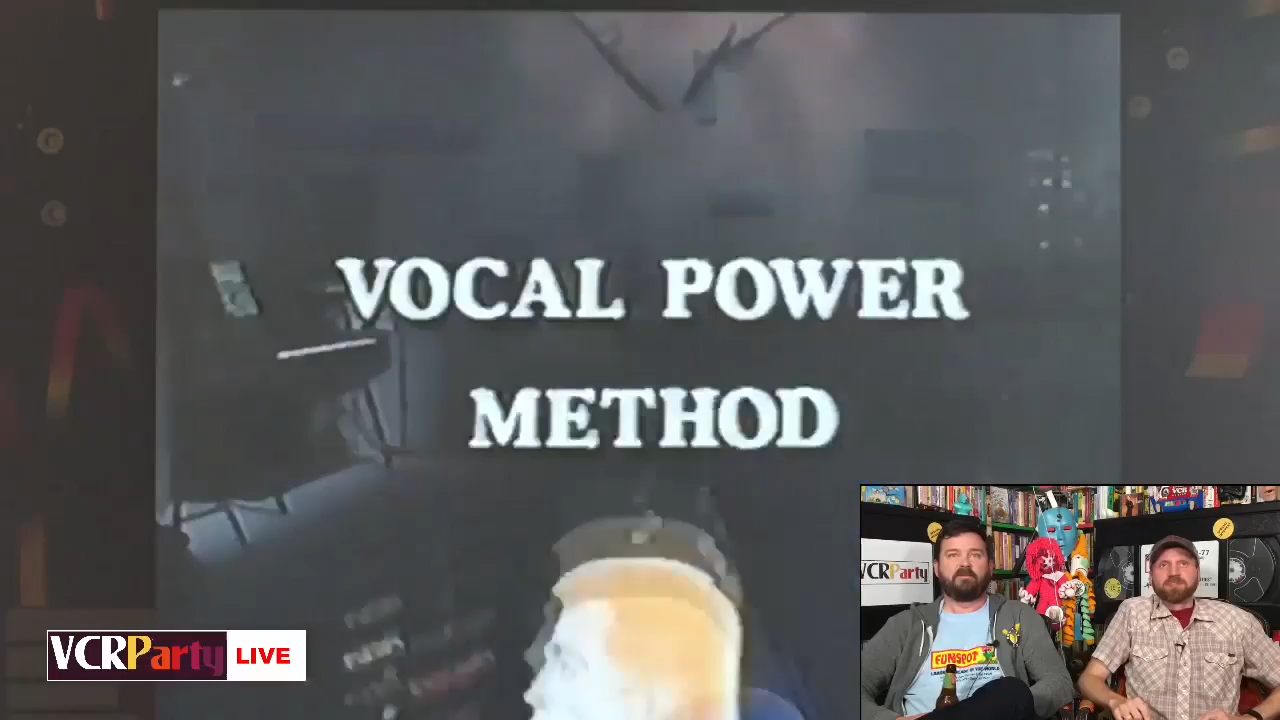 VOCAL POWER
METHOD
VCRParty LIVE
VCRParty
FUNSPOT